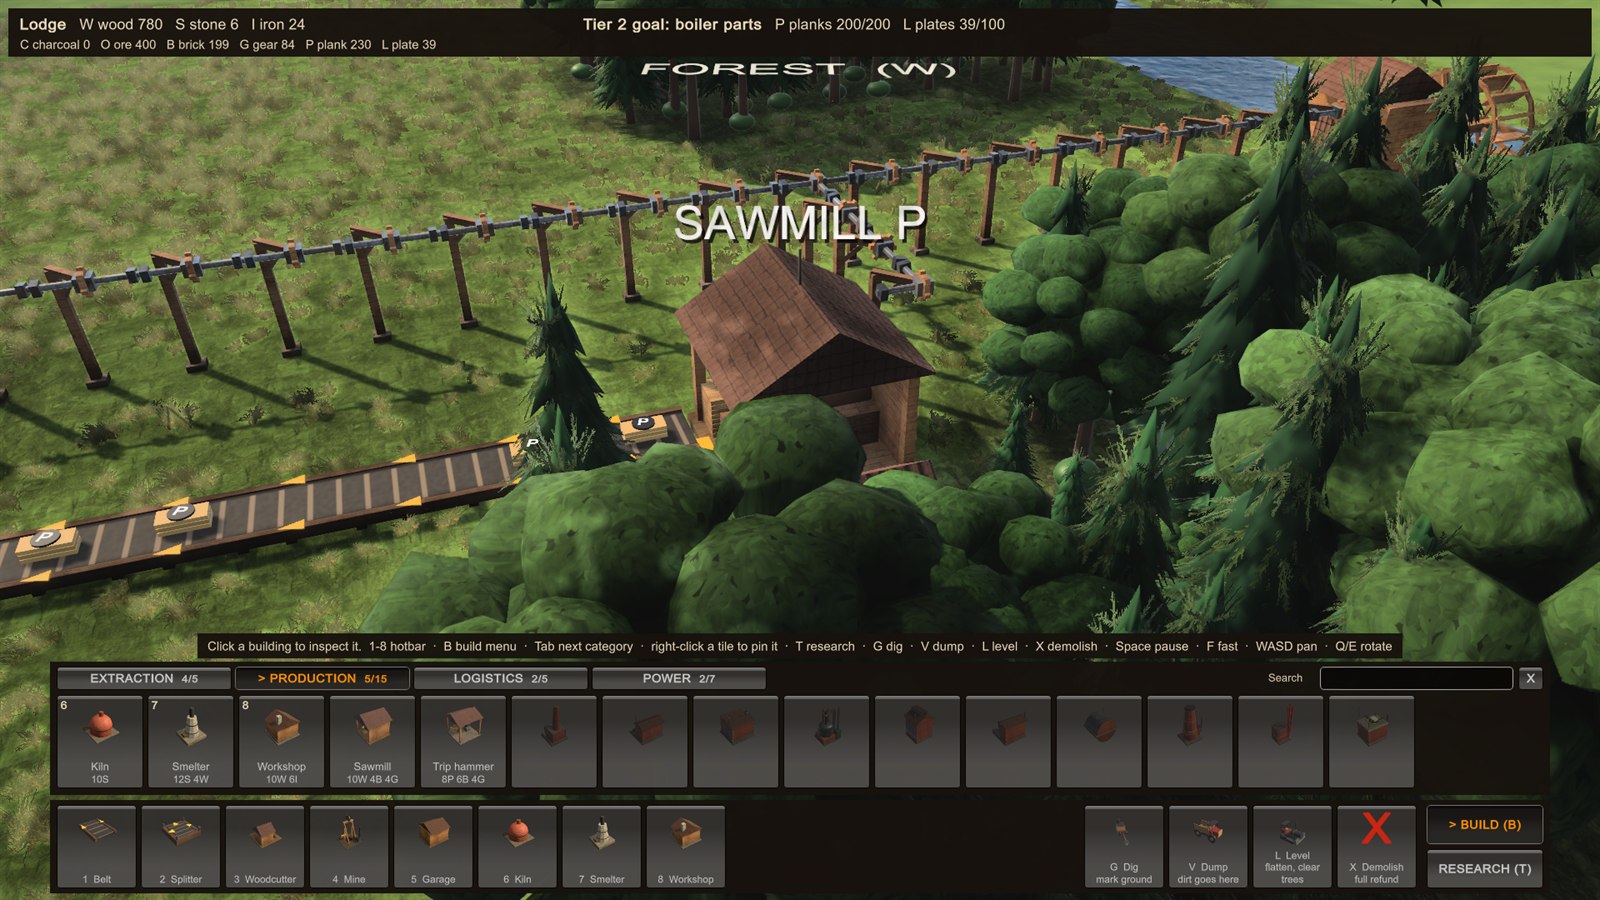 Lodge W wood 780 S stone 6 I iron 24
C charcoal 0 O ore 400 B brick 199 G gear 84 P plank 230 L plate 39
Tier 2 goal: boiler parts P planks 200/200 L plates 39/100
FOREST (W)
SAWMILL P
P
P
P
P
Click a building to inspect it. 1-8 hotbar · B build menu · Tab next category · right-click a tile to pin it · T research · G dig · V dump · L level · X demolish · Space pause · F fast · WASD pan · Q/E rotate
EXTRACTION 4/5
> PRODUCTION 5/15
LOGISTICS 2/5
POWER 2/7
Search
X
6
Kiln
10S
7
Smelter
12S 4W
8
Workshop
10W 6I
Sawmill
10W 4B 4G
Trip hammer
8P 6B 4G
1 Belt
2 Splitter
3 Woodcutter
4 Mine
5 Garage
6 Kiln
7 Smelter
8 Workshop
G Dig
mark ground
V Dump
dirt goes here
L Level
flatten, clear
trees
X Demolish
full refund
> BUILD (B)
RESEARCH (T)